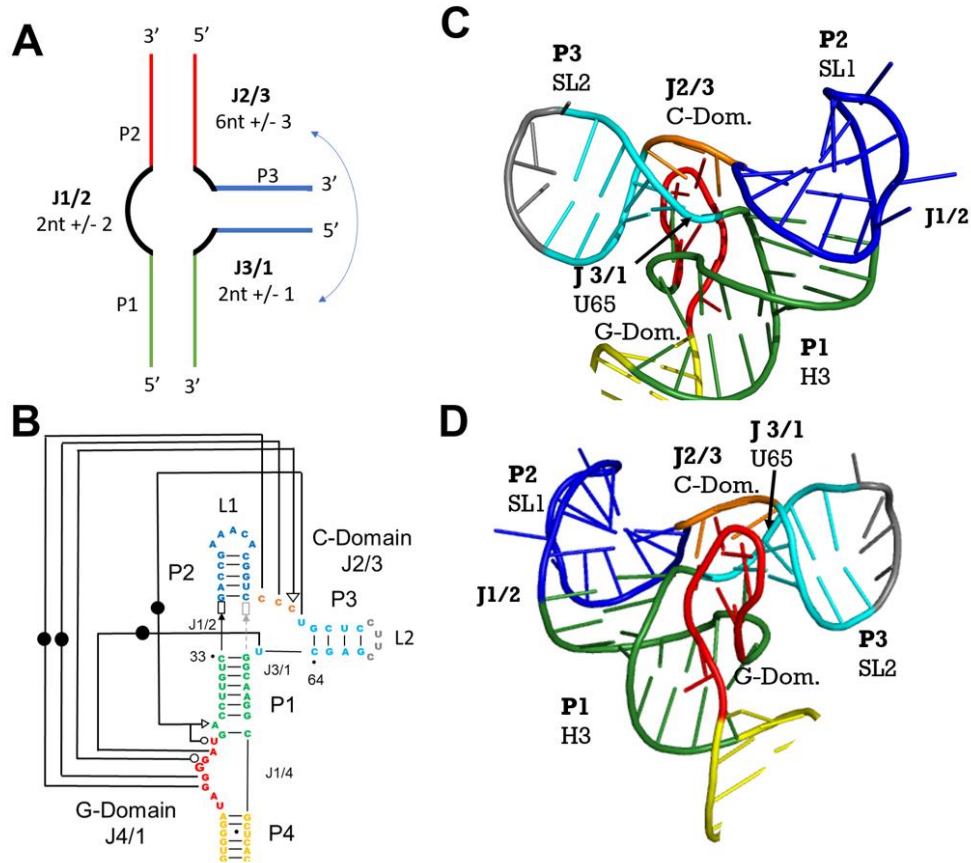 A
3’ 5’
J2/3
6nt +/- 3
P2
P3
3’
J1/2
2nt +/- 2
5’
J3/1
2nt +/- 1
P1
5’ 3’
B
L1
A A A C A
C-Domain
J2/3
P2
C C C
P3
U
G C U C C
L2
J1/2
U
33
J3/1
64
P1
J1/4
G-Domain
J4/1
P4
C
P3
SL2
J2/3
C-Dom.
P2
SL1
J1/2
J 3/1
U65
G-Dom.
P1
H3
D
J 3/1
U65
P2
SL1
J2/3
C-Dom.
J1/2
P3
SL2
G-Dom.
P1
H3